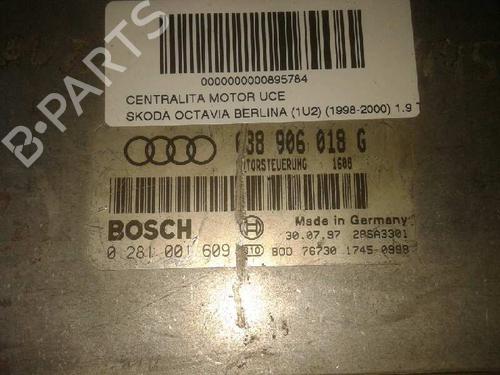 B-PARTS
0000000000895784
CENTRALITA MOTOR UCE
SKODA OCTAVIA BERLINA (1U2) (1998-2000) 1.9 T
038 906 018 G
MOTORSTEUERUNG 1608
BOSCH
Made in Germany
30.07.97 28SA3301
0 281 001 609
BOD 76730 1745-0998